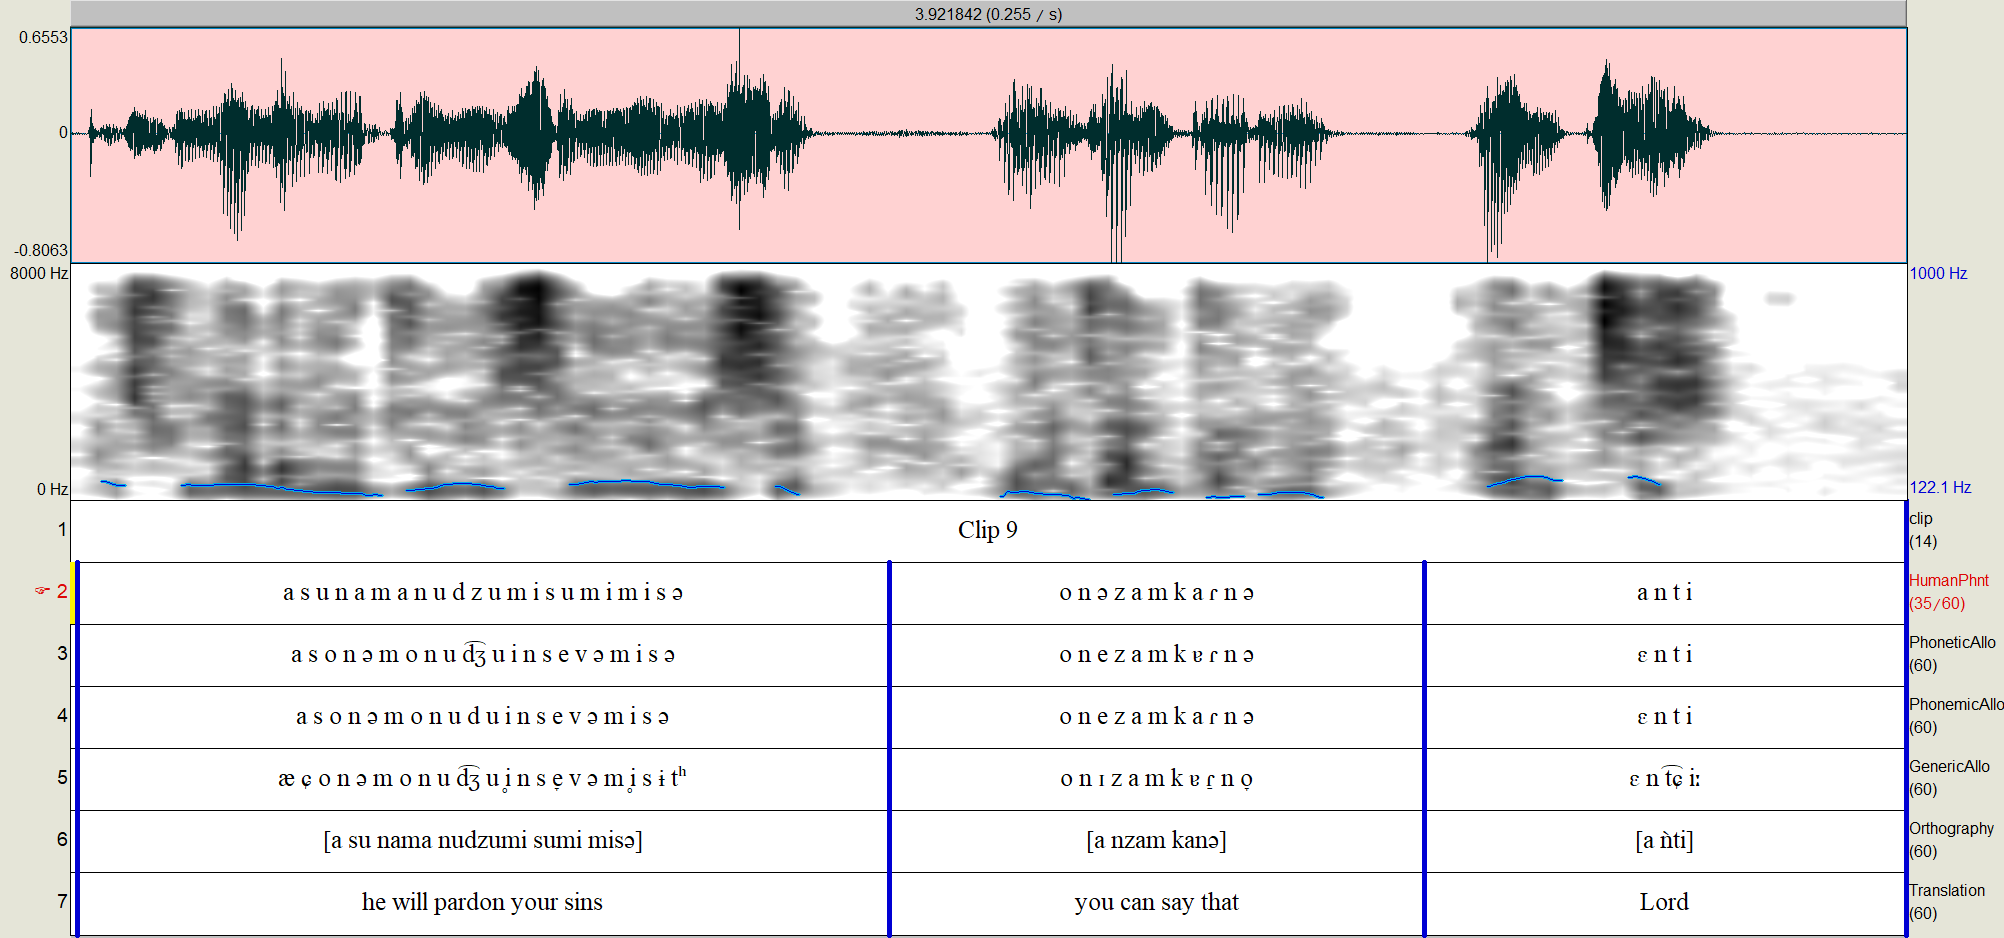 3.921842 (0.255 / s)
0.6553
0
-0.8063
8000 Hz 1000 Hz
0 Hz 122.1 Hz
1 Clip 9 clip (14)
☞ 2 a s u n a m a n u d z u m i s u m i m i s ə o n ə z a m k a ɾ n ə a n t i HumanPhnt (35/60)
3 a s o n ə m o n u d͡ʒ u i n s e v ə m i s ə o n e z a m k ɐ ɾ n ə ɛ n t i PhoneticAllo (60)
4 a s o n ə m o n u d u i n s e v ə m i s ə o n e z a m k a ɾ n ə ɛ n t i PhonemicAllo (60)
5 æ ɕ o n ə m o n u d͡ʒ u i̥ n s e̞ v ə m i̥ s ɨ tʰ o n ɪ z a m k ɐ ɾ̠ n o̞ ɛ n t͡ɕ iː GenericAllo (60)
6 [a su nama nudzumi sumi misə] [a nzam kanə] [a ǹti] Orthography (60)
7 he will pardon your sins you can say that Lord Translation (60)